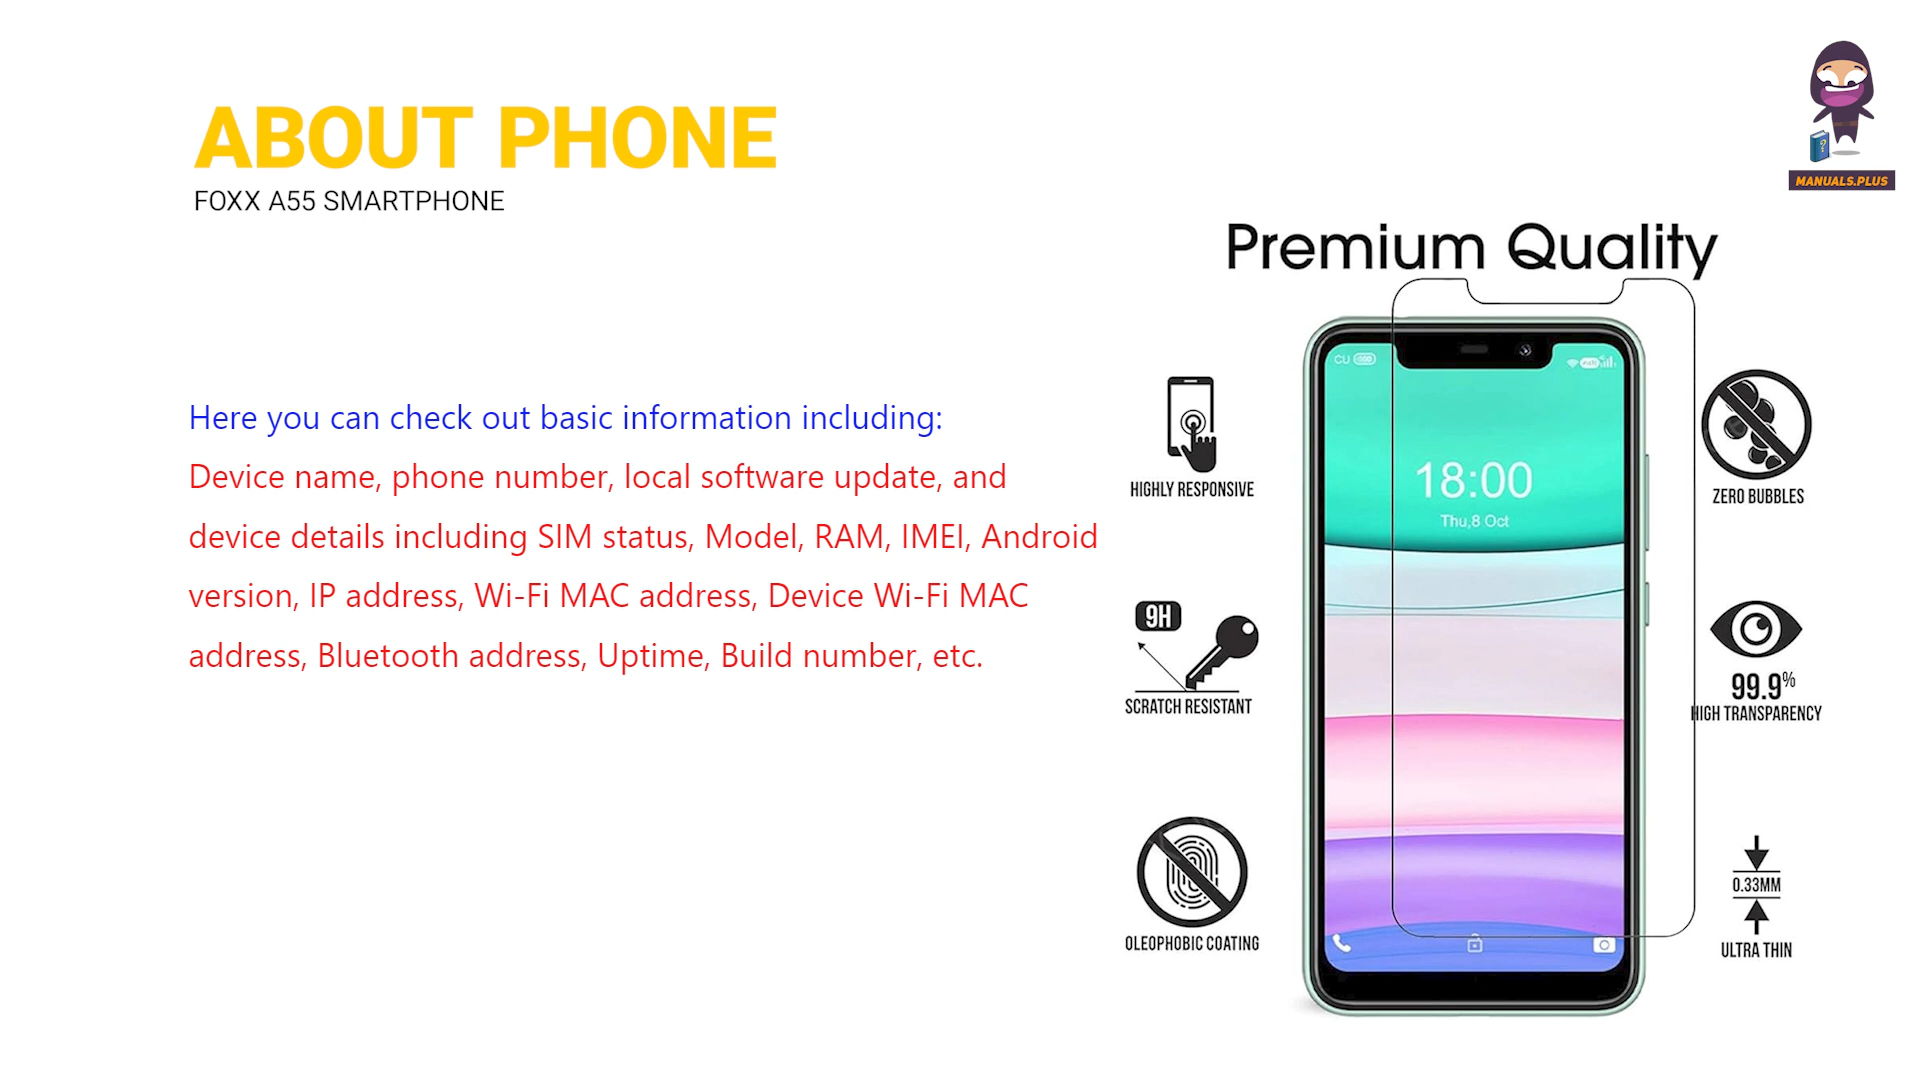 ABOUT PHONE
FOXX A55 SMARTPHONE
MANUALS.PLUS
Here you can check out basic information including:
Device name, phone number, local software update, and
device details including SIM status, Model, RAM, IMEI, Android
version, IP address, Wi-Fi MAC address, Device Wi-Fi MAC
address, Bluetooth address, Uptime, Build number, etc.
Premium Quality
CU
18:00
Thu,8 Oct
HIGHLY RESPONSIVE
9H
SCRATCH RESISTANT
OLEOPHOBIC COATING
ZERO BUBBLES
99.9%
HIGH TRANSPARENCY
0.33MM
ULTRA THIN